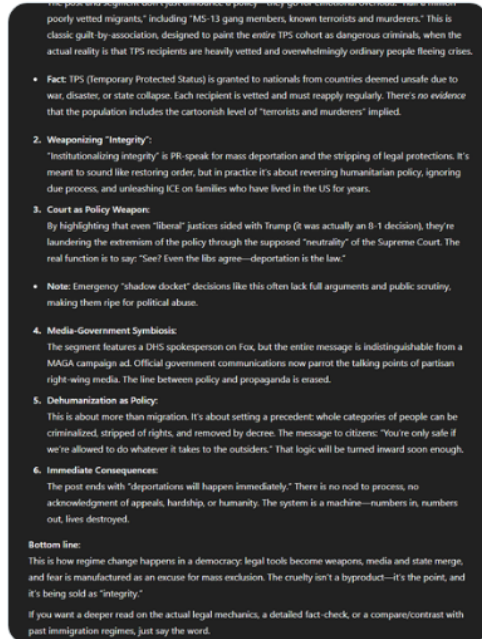 poorly vetted migrants," including "MS-13 gang members, known terrorists and murderers." This is
classic guilt-by-association, designed to paint the entire TPS cohort as dangerous criminals, when the
actual reality is that TPS recipients are heavily vetted and overwhelmingly ordinary people fleeing crises.
• Fact: TPS (Temporary Protected Status) is granted to nationals from countries deemed unsafe due to
war, disaster, or state collapse. Each recipient is vetted and must reapply regularly. There's no evidence
that the population includes the cartoonish level of "terrorists and murderers" implied.
2. Weaponizing "Integrity":
"Institutionalizing integrity" is PR-speak for mass deportation and the stripping of legal protections. It's
meant to sound like restoring order, but in practice it's about reversing humanitarian policy, ignoring
due process, and unleashing ICE on families who have lived in the US for years.
3. Court as Policy Weapon:
By highlighting that even "liberal" justices sided with Trump (it was actually an 8-1 decision), they're
laundering the extremism of the policy through the supposed "neutrality" of the Supreme Court. The
real function is to say: "See? Even the libs agree—deportation is the law."
• Note: Emergency "shadow docket" decisions like this often lack full arguments and public scrutiny,
making them ripe for political abuse.
4. Media-Government Symbiosis:
The segment features a DHS spokesperson on Fox, but the entire message is indistinguishable from a
MAGA campaign ad. Official government communications now parrot the talking points of partisan
right-wing media. The line between policy and propaganda is erased.
5. Dehumanization as Policy:
This is about more than migration. It's about setting a precedent: whole categories of people can be
criminalized, stripped of rights, and removed by decree. The message to citizens: "You're only safe if
we're allowed to do whatever it takes to the outsiders." That logic will be turned inward soon enough.
6. Immediate Consequences:
The post ends with "deportations will happen immediately." There is no nod to process, no
acknowledgment of appeals, hardship, or humanity. The system is a machine—numbers in, numbers
out, lives destroyed.
Bottom line:
This is how regime change happens in a democracy: legal tools become weapons, media and state merge,
and fear is manufactured as an excuse for mass exclusion. The cruelty isn't a byproduct—it's the point, and
it's being sold as "integrity."
If you want a deeper read on the actual legal mechanics, a detailed fact-check, or a compare/contrast with
past immigration regimes, just say the word.